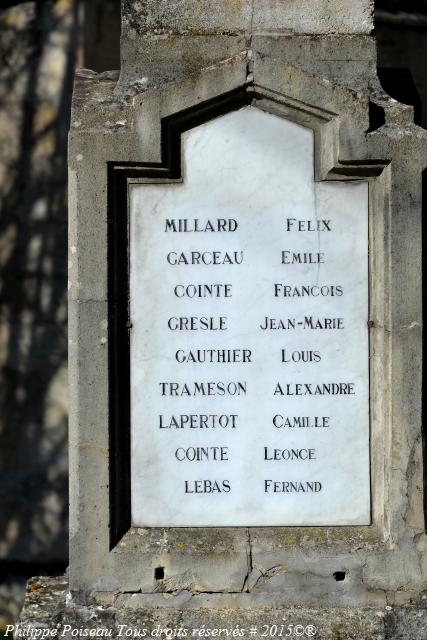 MILLARD FELIX
GARCEAU EMILE
COINTE FRANCOIS
GRESLE JEAN-MARIE
GAUTHIER LOUIS
TRAMESON ALEXANDRE
LAPERTOT CAMILLE
COINTE LEONCE
LEBAS FERNAND
Philippe Poiseau Tous droits réservés # 2015©®